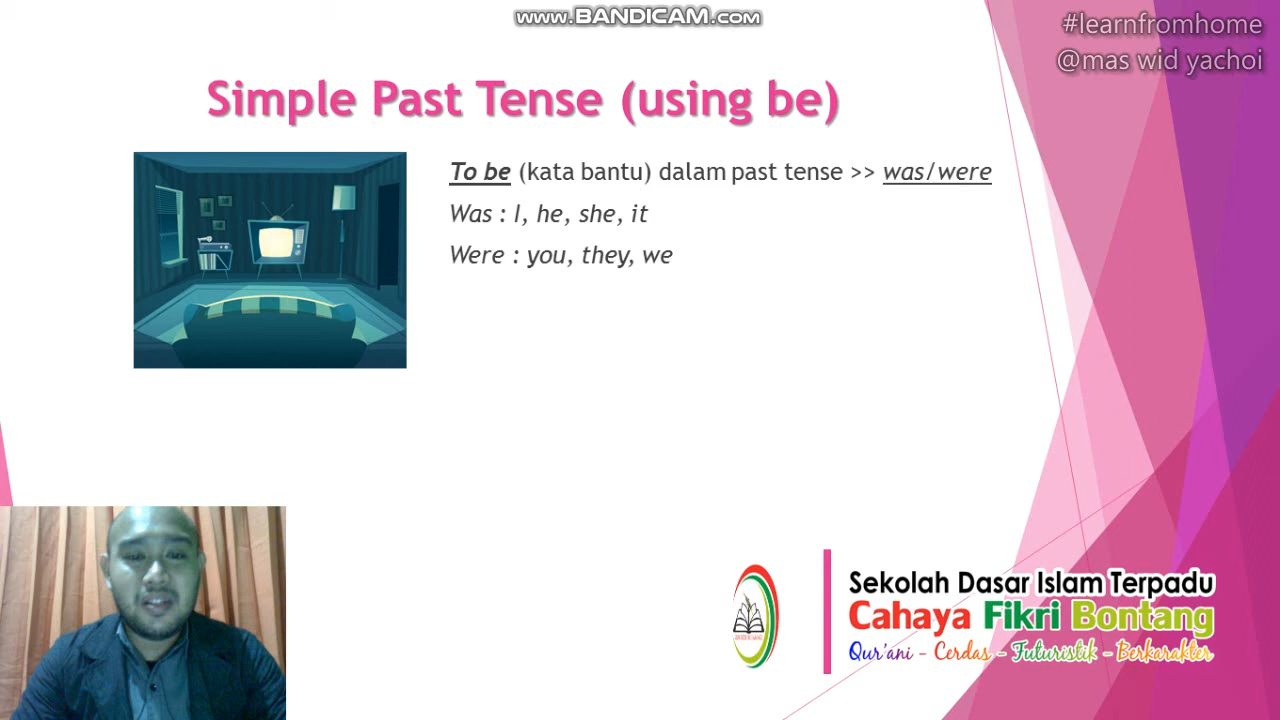 www.BANDICAM.com
#learnfromhome
@mas wid yachoi
Simple Past Tense (using be)
To be (kata bantu) dalam past tense >> was/were
Was : I, he, she, it
Were : you, they, we
Sekolah Dasar Islam Terpadu
Cahaya Fikri Bontang
Qur'ani - Cerdas - Futuristik - Berkarakter